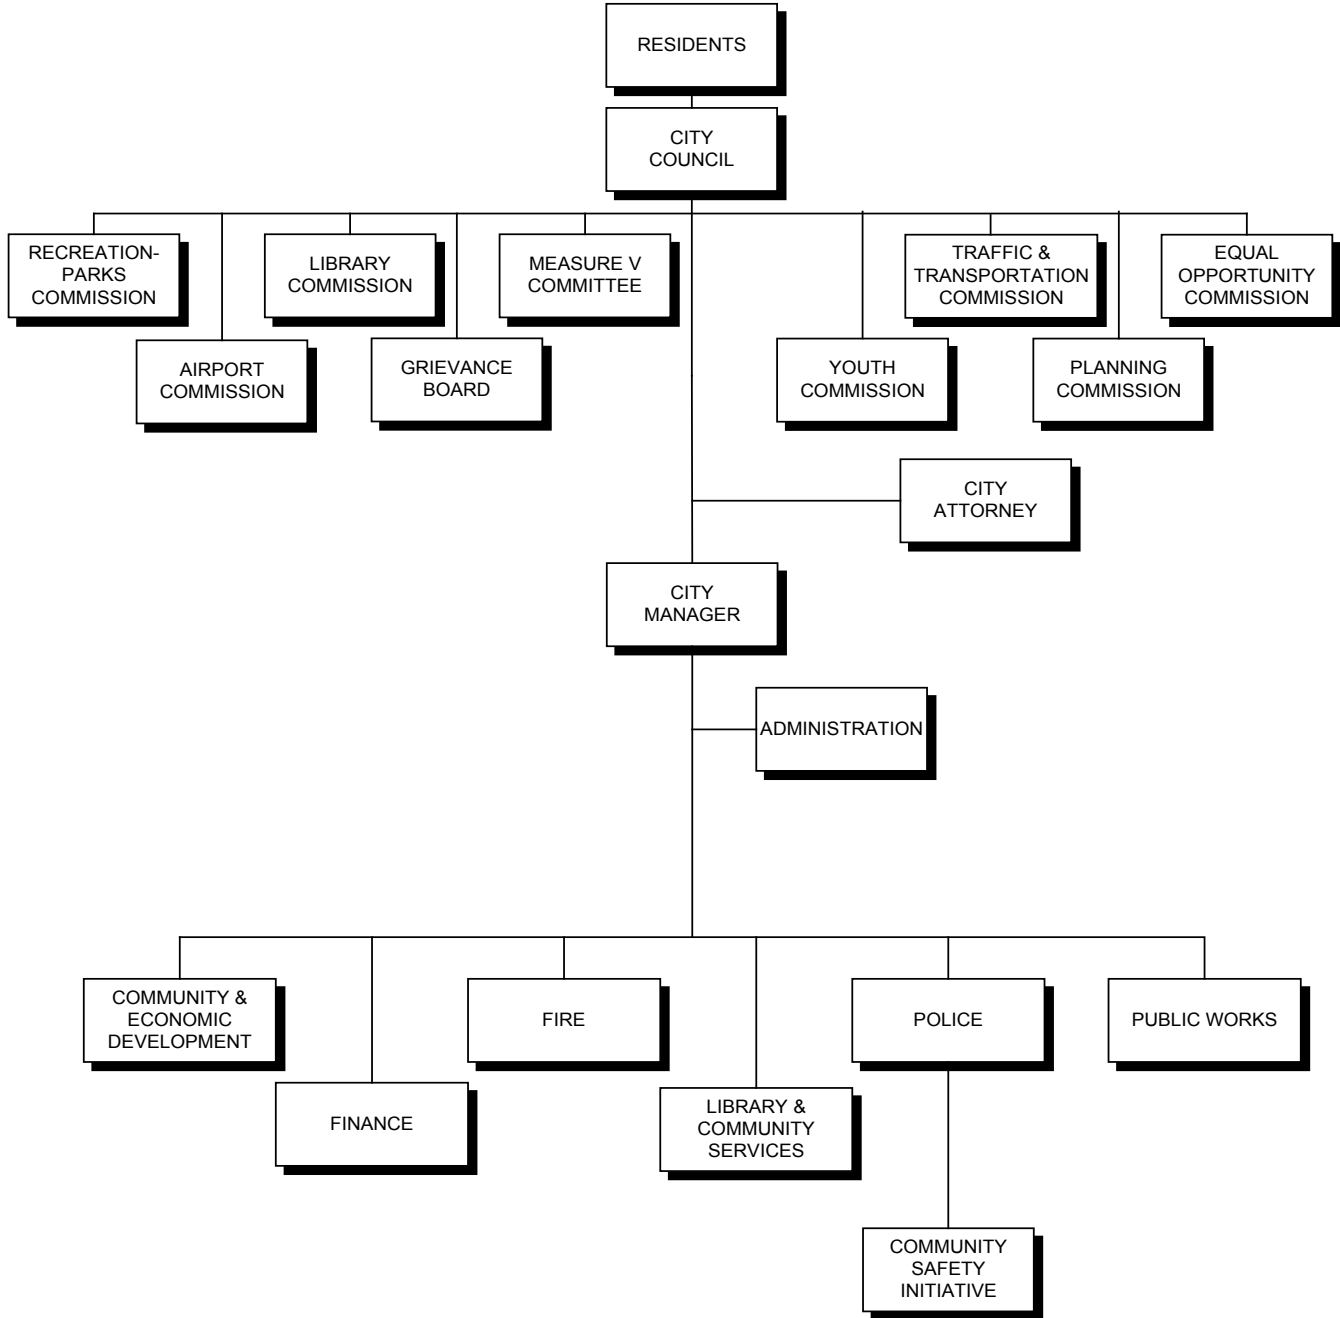 RESIDENTS
CITY
COUNCIL
RECREATION-
PARKS
COMMISSION
LIBRARY
COMMISSION
MEASURE V
COMMITTEE
TRAFFIC &
TRANSPORTATION
COMMISSION
EQUAL
OPPORTUNITY
COMMISSION
AIRPORT
COMMISSION
GRIEVANCE
BOARD
YOUTH
COMMISSION
PLANNING
COMMISSION
CITY
ATTORNEY
CITY
MANAGER
ADMINISTRATION
COMMUNITY &
ECONOMIC
DEVELOPMENT
FIRE
POLICE
PUBLIC WORKS
FINANCE
LIBRARY &
COMMUNITY
SERVICES
COMMUNITY
SAFETY
INITIATIVE